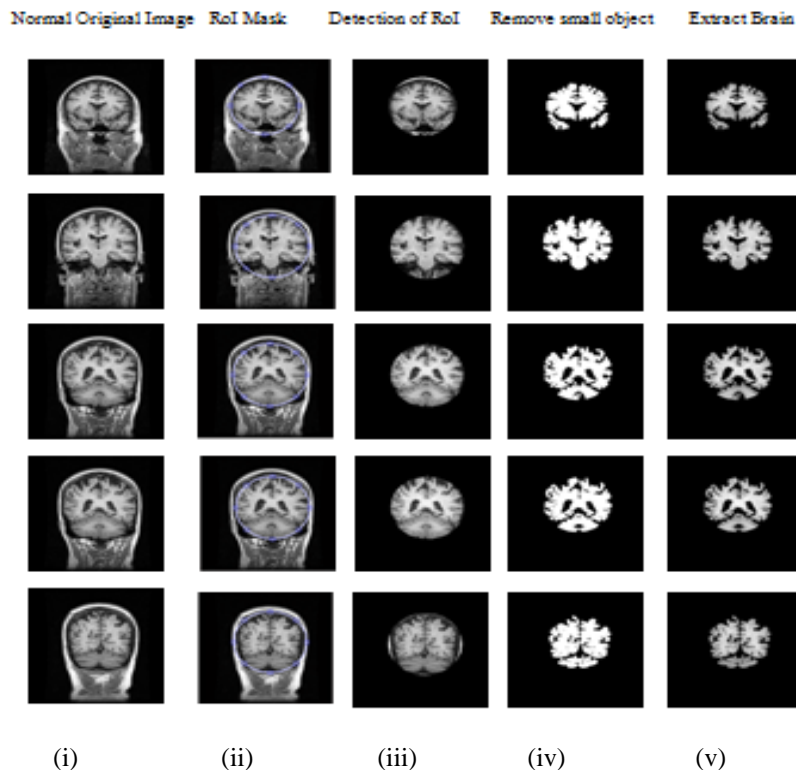 Normal Original Image RoI Mask Detection of RoI Remove small object Extract Brain
(i) (ii) (iii) (iv) (v)